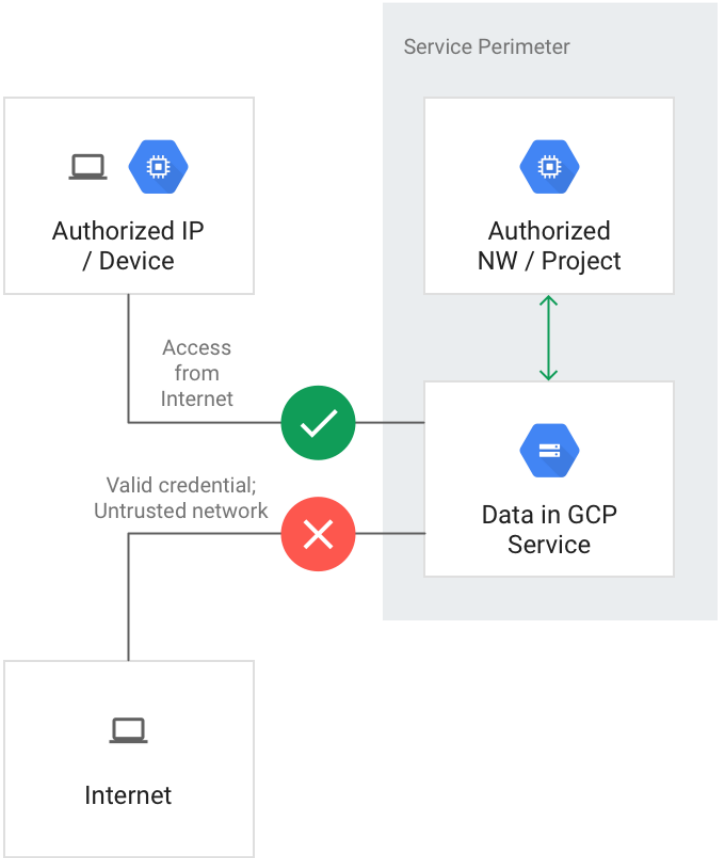 Service Perimeter
Authorized IP
/ Device
Authorized
NW / Project
Access
from
Internet
Valid credential;
Untrusted network
Data in GCP
Service
Internet